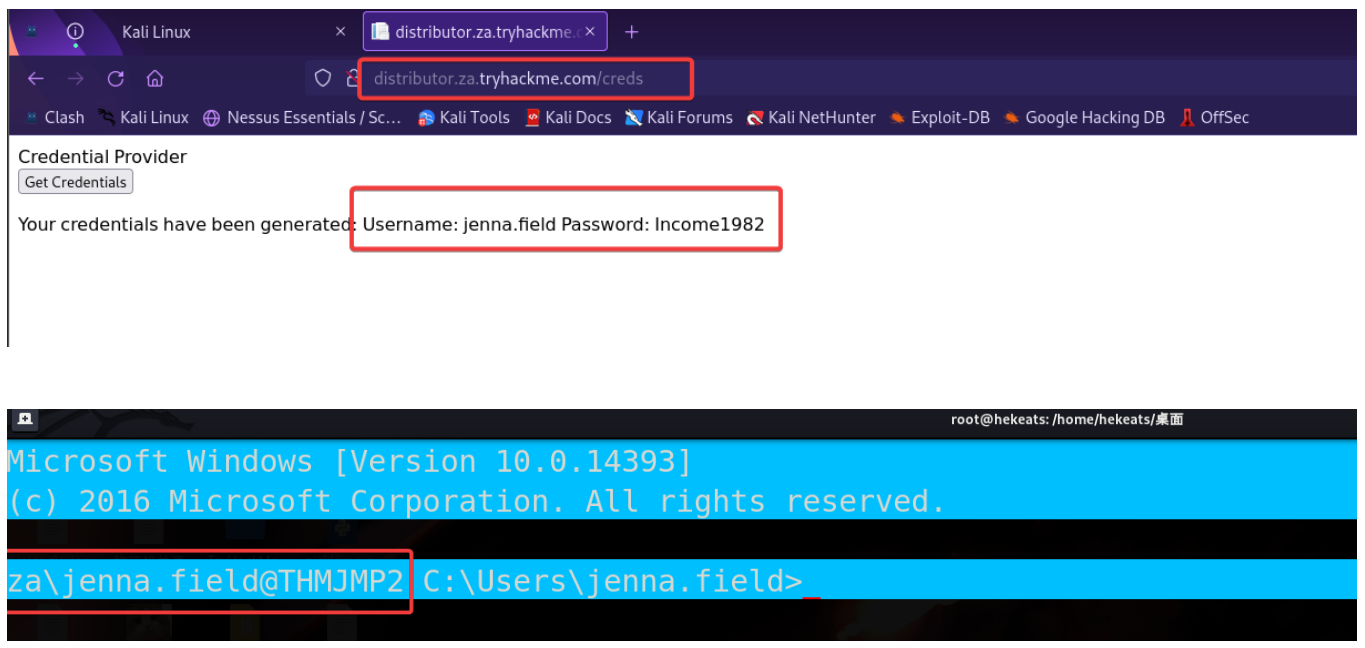 Kali Linux
distributor.za.tryhackme.c
distributor.za.tryhackme.com/creds
Clash Kali Linux Nessus Essentials / Sc... Kali Tools Kali Docs Kali Forums Kali NetHunter Exploit-DB Google Hacking DB OffSec
Credential Provider
Get Credentials
Your credentials have been generated: Username: jenna.field Password: Income1982
root@hekeats: /home/hekeats/桌面
Microsoft Windows [Version 10.0.14393]
(c) 2016 Microsoft Corporation. All rights reserved.
za\jenna.field@THMJMP2 C:\Users\jenna.field>